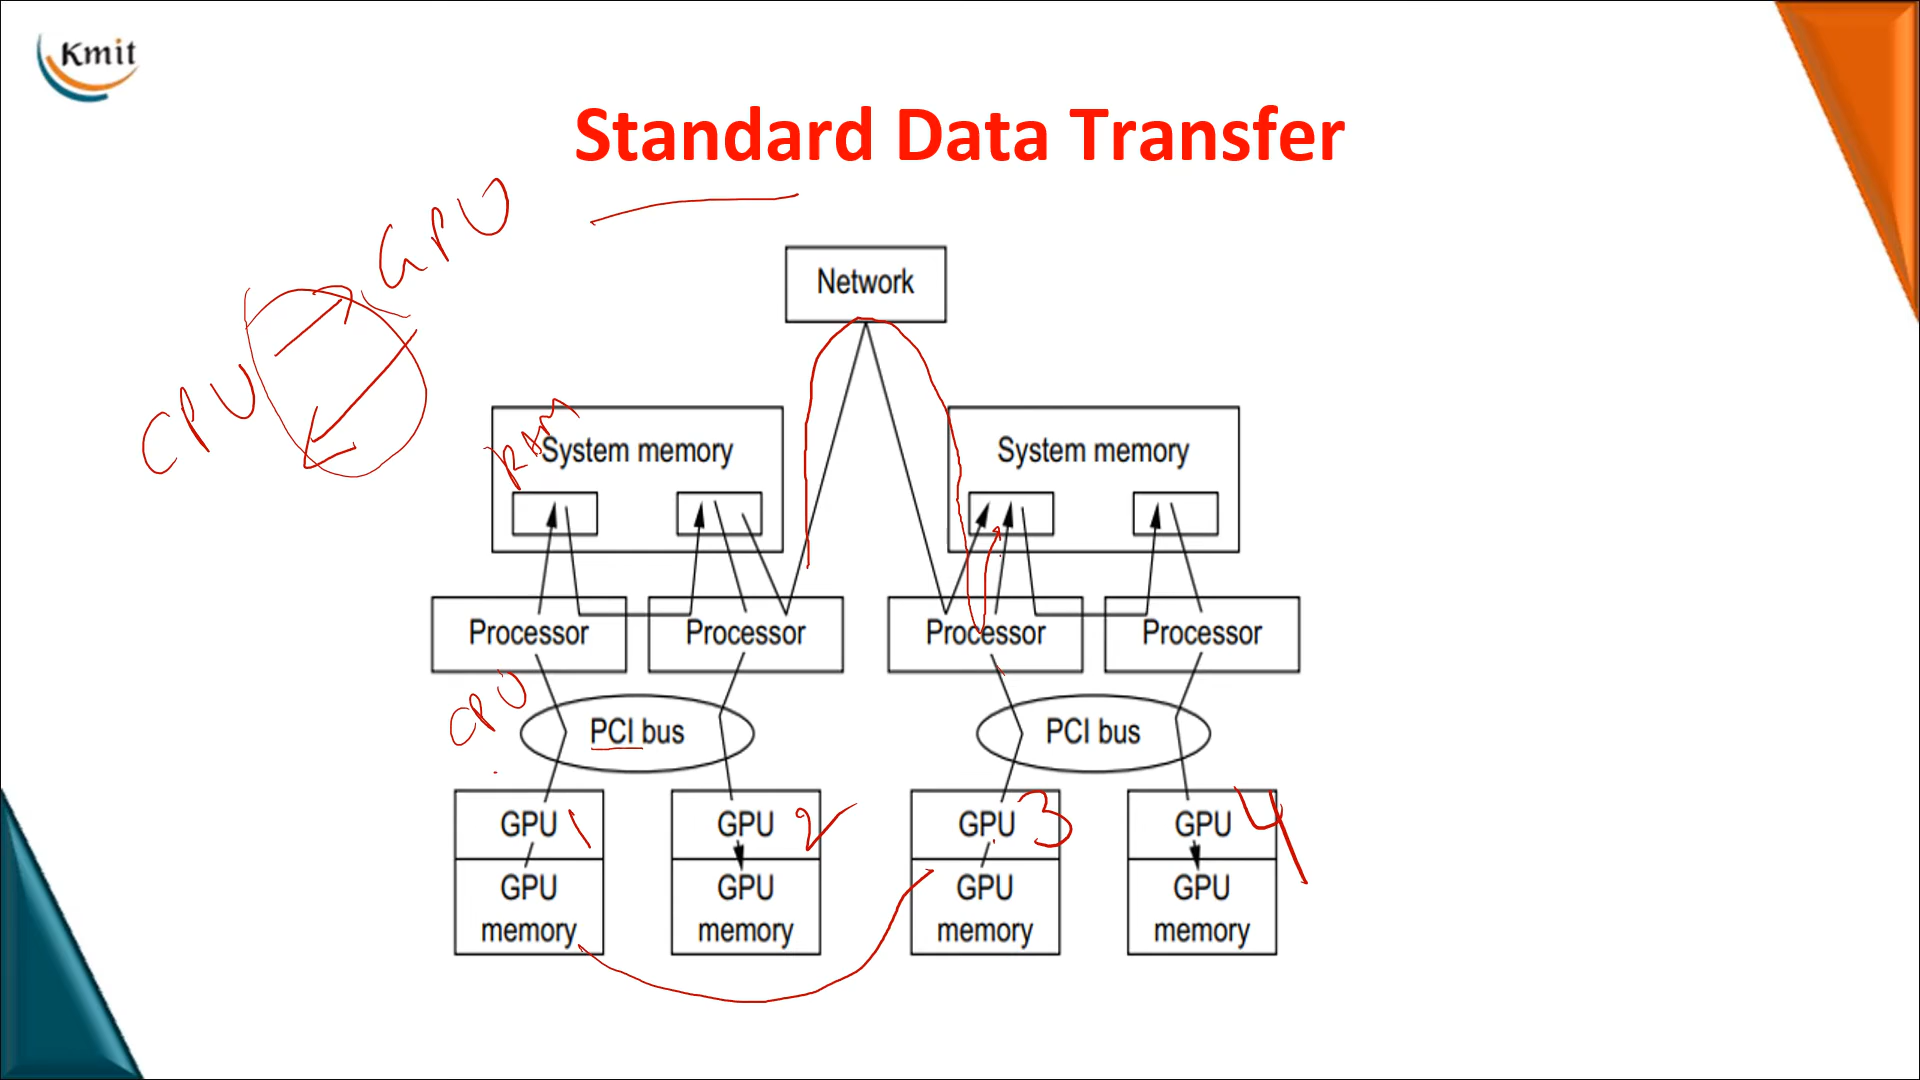 Kmit
Standard Data Transfer
GPU
CPU
Network
RAM
System memory
System memory
Processor
Processor
Processor
Processor
CPU
PCI bus
PCI bus
GPU 1
GPU 2
GPU 3
GPU 4
GPU
memory
GPU
memory
GPU
memory
GPU
memory